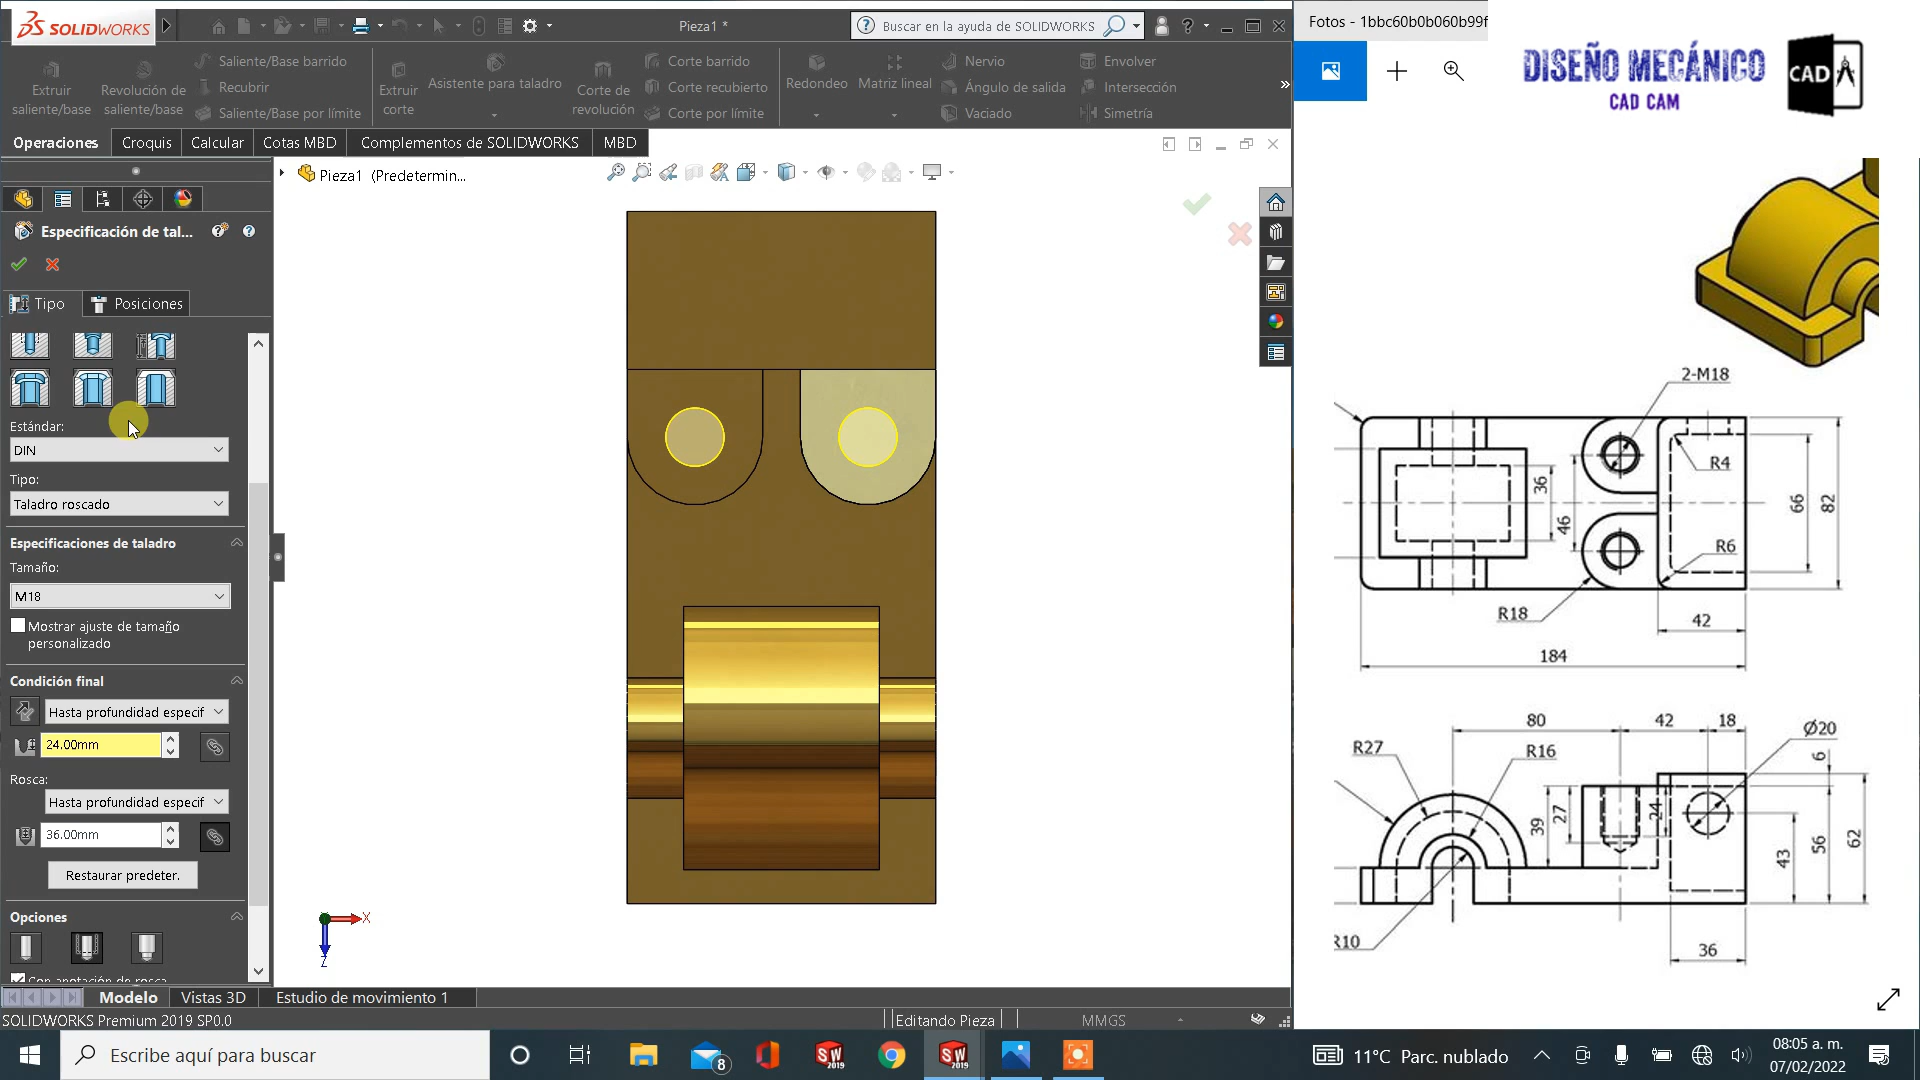 SOLIDWORKS
Pieza1 *
Buscar en la ayuda de SOLIDWORKS
Extruir saliente/base
Revolución de saliente/base
Saliente/Base barrido
Recubrir
Saliente/Base por límite
Extruir corte
Asistente para taladro
Corte de revolución
Corte barrido
Corte recubierto
Corte por límite
Redondeo
Matriz lineal
Nervio
Ángulo de salida
Vaciado
Envolver
Intersección
Simetría
Operaciones
Croquis
Calcular
Cotas MBD
Complementos de SOLIDWORKS
MBD
Pieza1 (Predetermin...
Especificación de tal...
Tipo
Posiciones
Estándar:
DIN
Tipo:
Taladro roscado
Especificaciones de taladro
Tamaño:
M18
Mostrar ajuste de tamaño
personalizado
Condición final
Hasta profundidad especif
24.00mm
Rosca:
Hasta profundidad especif
36.00mm
Restaurar predeter.
Opciones
Con anotación de rosca
X
Z
Modelo
Vistas 3D
Estudio de movimiento 1
SOLIDWORKS Premium 2019 SP0.0
Editando Pieza
MMGS
Fotos - 1bbc60b0b060b99f
DISEÑO MECÁNICO
CAD CAM
CAD
2-M18
R4
36
46
66
82
R6
R18
42
184
80
42
18
Ø20
R27
R16
6
39
27
24
43
56
62
R10
36
Escribe aquí para buscar
8
SW
2019
SW
2019
11°C Parc. nublado
08:05 a. m.
07/02/2022